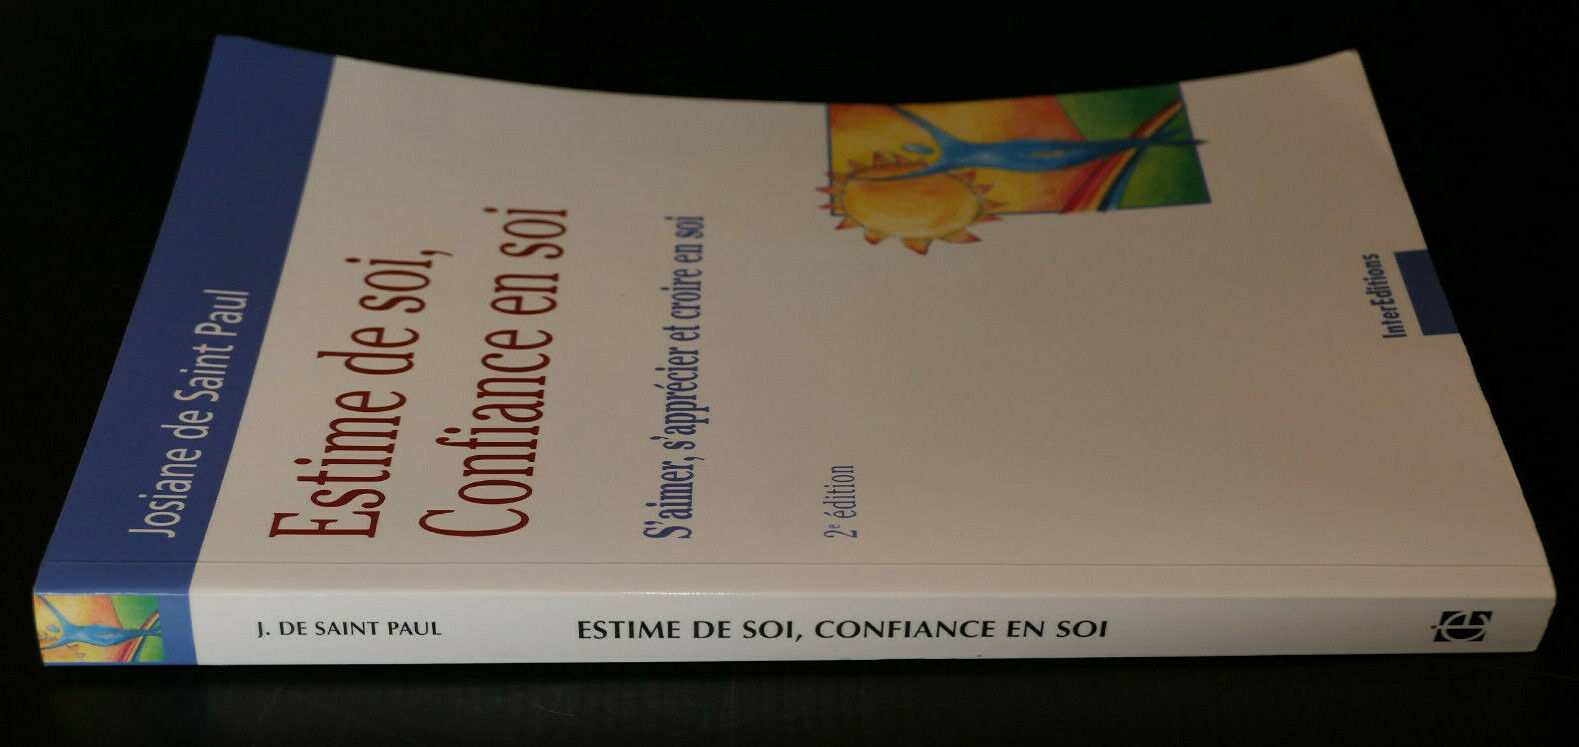 Josiane de Saint Paul
Estime de soi,
Confiance en soi
S'aimer, s'apprécier et croire en soi
2e édition
InterEditions
J. DE SAINT PAUL
ESTIME DE SOI, CONFIANCE EN SOI